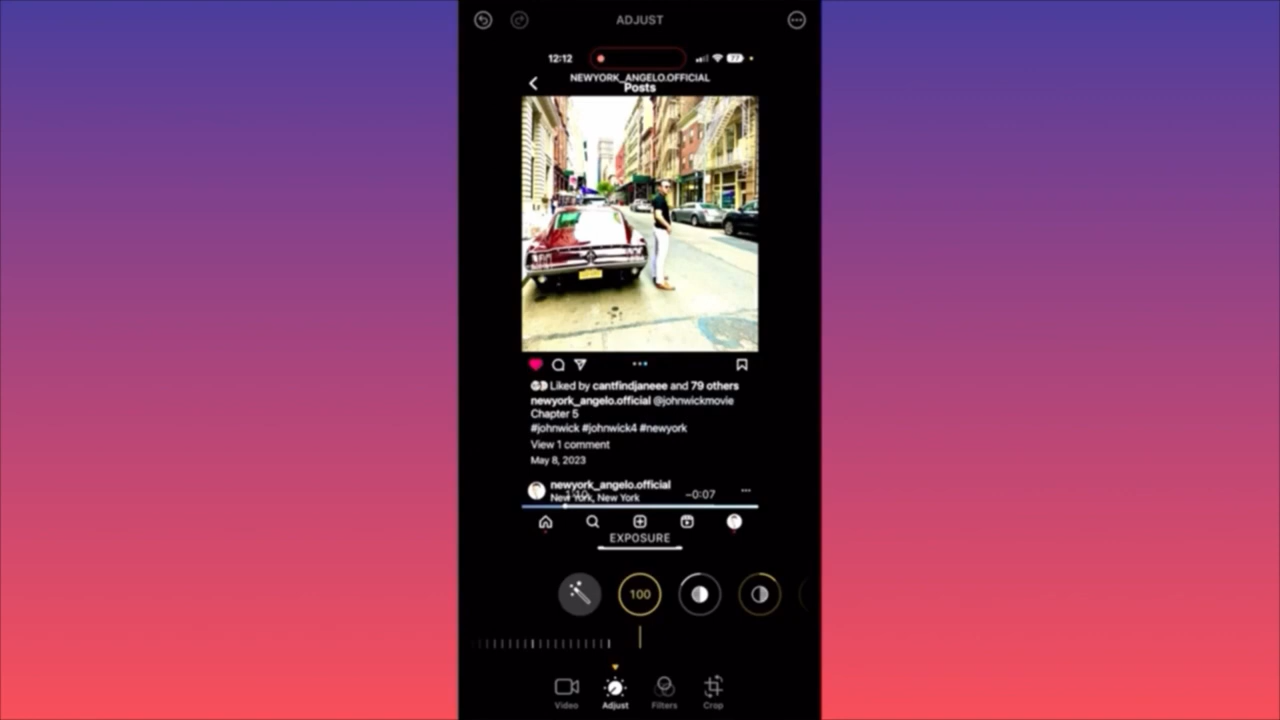 ADJUST
12:12
77
NEWYORK_ANGELO.OFFICIAL
Posts
Liked by cantfindjaneee and 79 others
newyork_angelo.official @johnwickmovie
Chapter 5
#johnwick #johnwick4 #newyork
View 1 comment
May 8, 2023
newyork_angelo.official
New York, New York
-0:07
EXPOSURE
100
Video Adjust Filters Crop